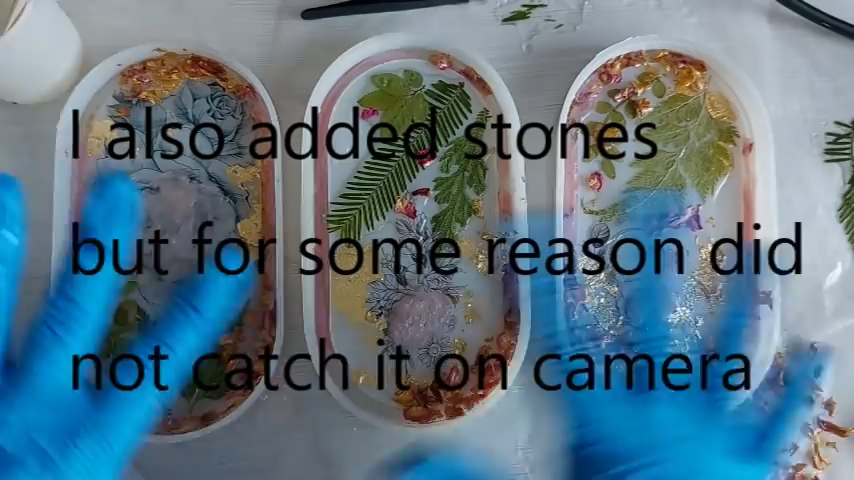 I also added stones
but for some reason did
not catch it on camera